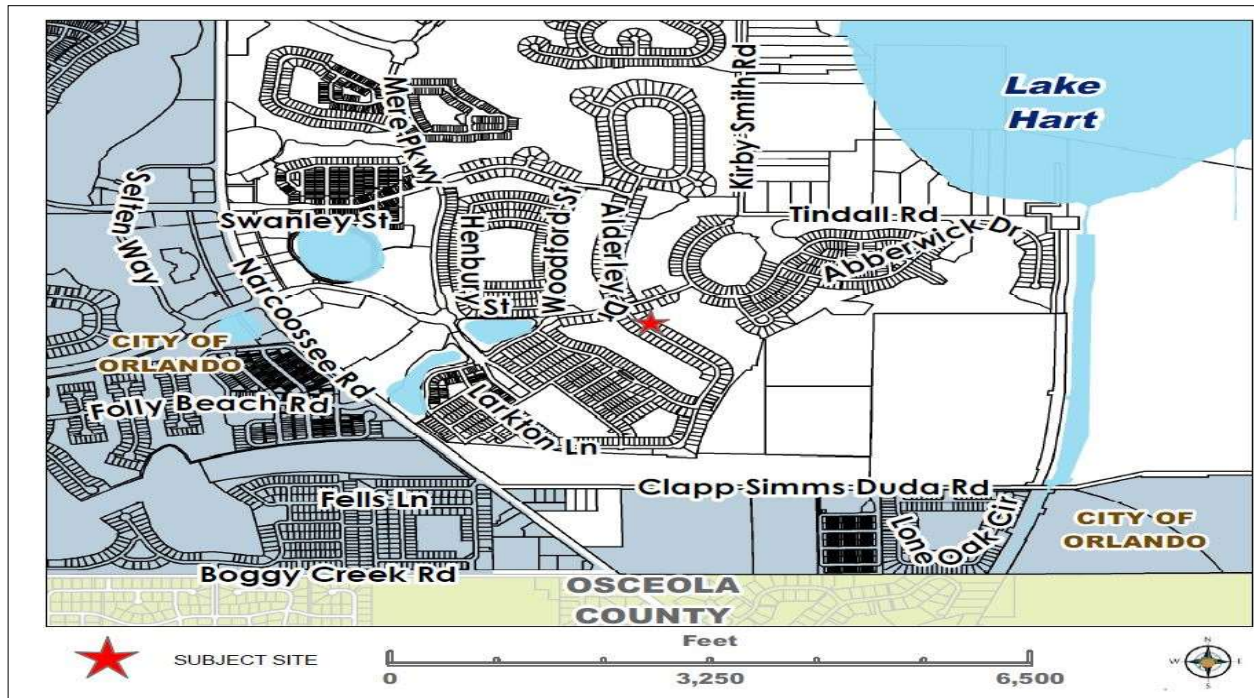 Lake
Hart
Mere Pkwy
Kirby Smith Rd
Selten Way
Swanley St
Henbury
St
Woodford St
Alderley Dr
Tindall Rd
Abberwick Dr
Narcoossee Rd
CITY OF
ORLANDO
Folly Beach Rd
Larkton Ln
Fells Ln
Clapp Simms Duda Rd
Lone
Oak Cir
CITY OF
ORLANDO
Boggy Creek Rd
OSCEOLA
COUNTY
SUBJECT SITE
Feet
0
3,250
6,500
N
W
E
S